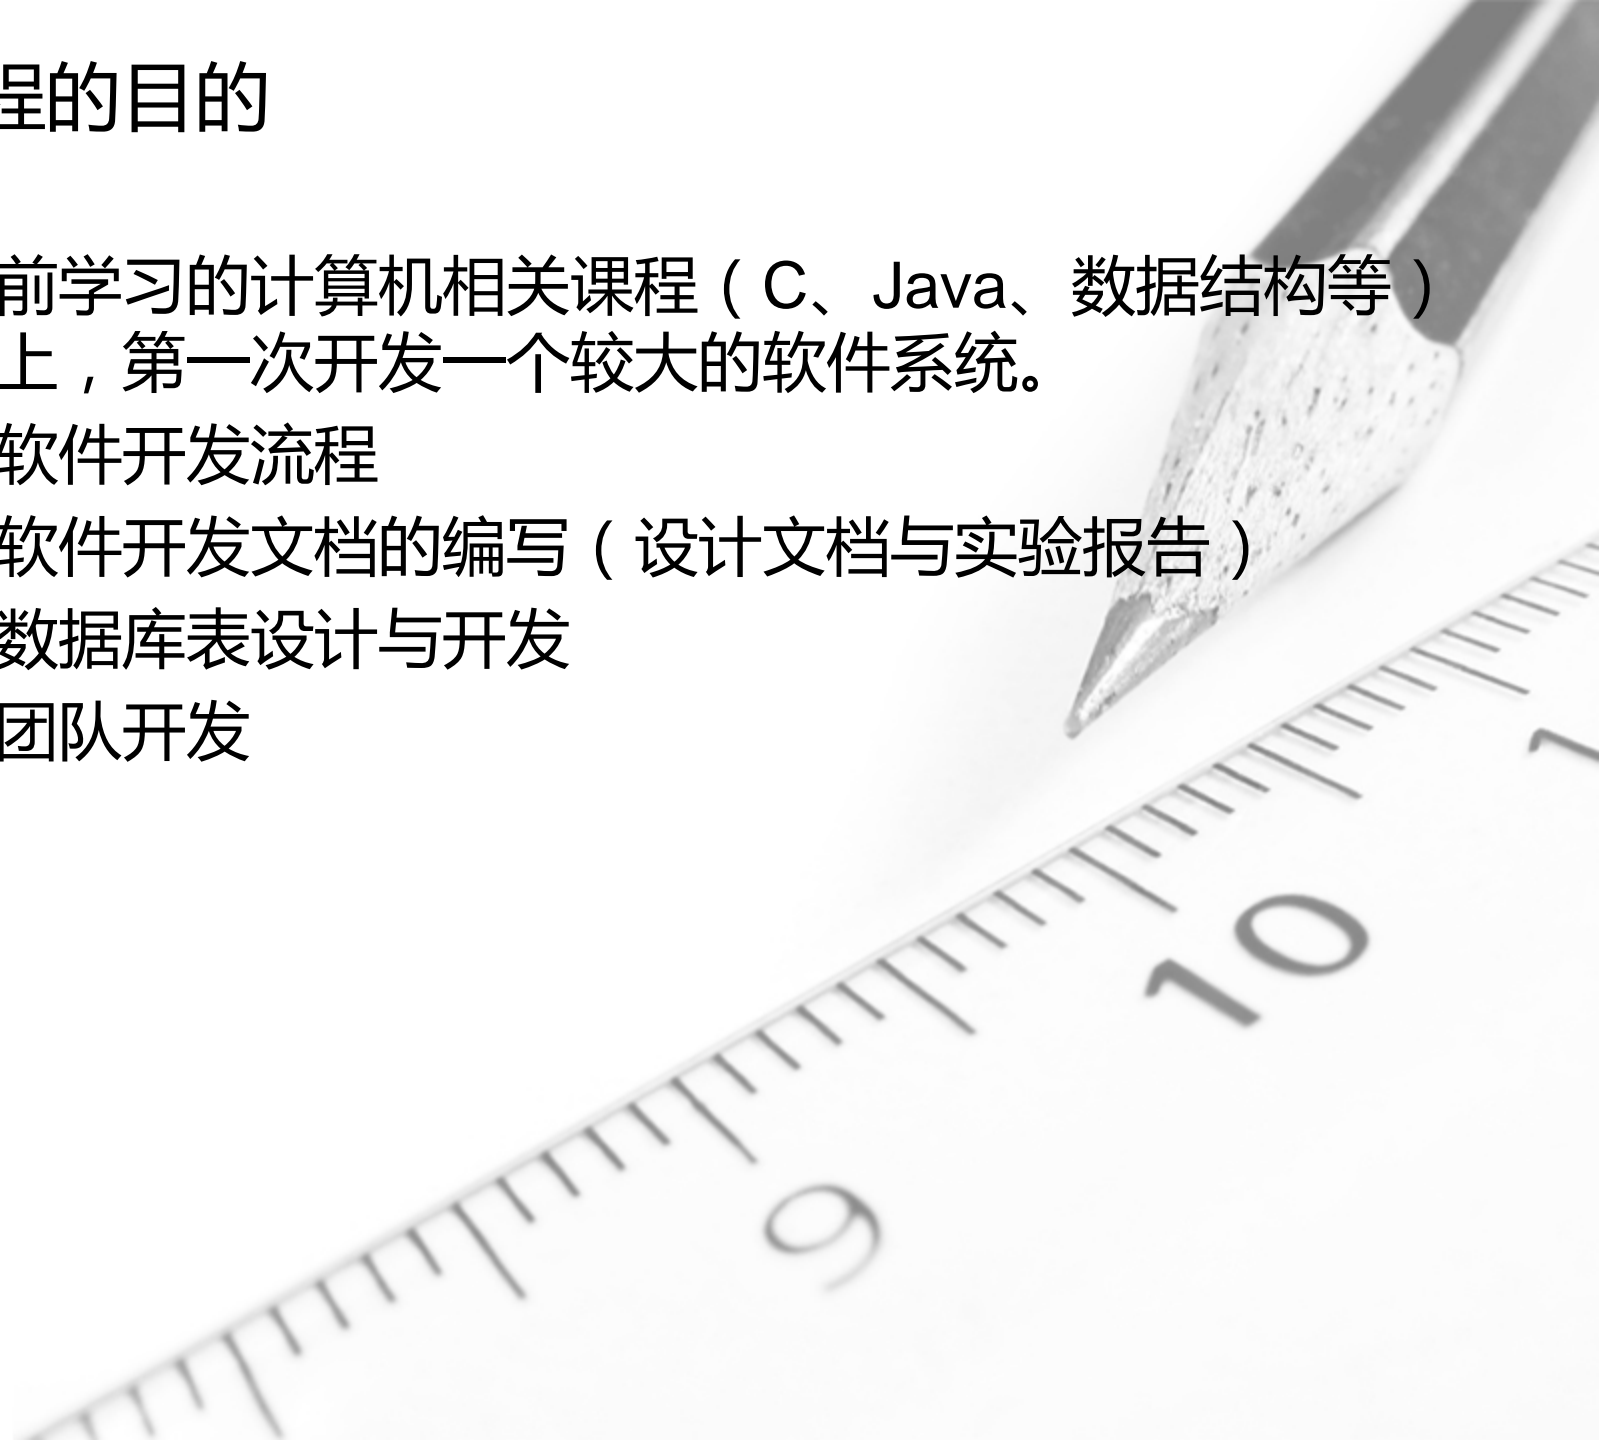 程的目的
前学习的计算机相关课程（C、Java、数据结构等）
上，第一次开发一个较大的软件系统。
软件开发流程
软件开发文档的编写（设计文档与实验报告）
数据库表设计与开发
团队开发
10
9